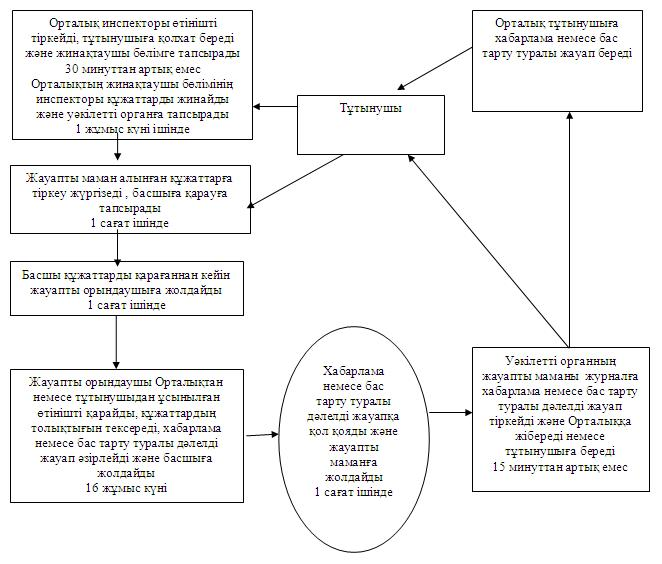 Орталық инспекторы өтінішті
тіркейді, тұтынушыға қолхат береді
және жинақтаушы бөлімге тапсырады
30 минуттан артық емес
Орталықтың жинақтаушы бөлімінің
инспекторы құжаттарды жинайды
және уәкілетті органға тапсырады
1 жұмыс күні ішінде
Тұтынушы
Орталық тұтынушыға
хабарлама немесе бас
тарту туралы жауап береді
Жауапты маман алынған құжаттарға
тіркеу жүргізеді , басшыға қарауға
тапсырады
1 сағат ішінде
Басшы құжаттарды қарағаннан кейін
жауапты орындаушыға жолдайды
1 сағат ішінде
Жауапты орындаушы Орталықтан
немесе тұтынушыдан ұсынылған
өтінішті қарайды, құжаттардың
толықтығын тексереді, хабарлама
немесе бас тарту туралы дәлелді
жауап әзірлейді және басшыға
жолдайды
16 жұмыс күні
Хабарлама
немесе бас
тарту туралы
дәлелді жауапқа
қол қояды және
жауапты
маманға
жолдайды
1 сағат ішінде
Уәкілетті органның
жауапты маманы журналға
хабарлама немесе бас тарту
туралы дәлелді жауап
тіркейді және Орталыққа
жібереді немесе
тұтынушыға береді
15 минуттан артық емес